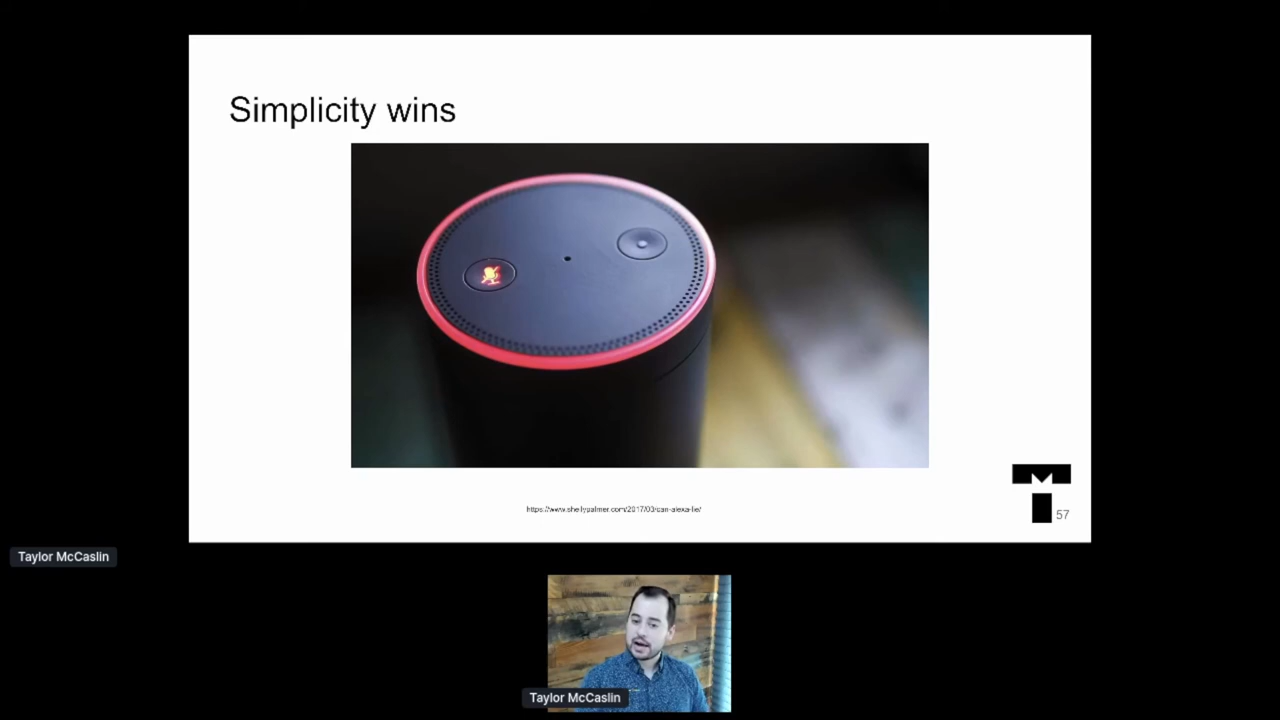 Simplicity wins
https://www.shellypalmer.com/2017/03/can-alexa-lie/
57
Taylor McCaslin
Taylor McCaslin